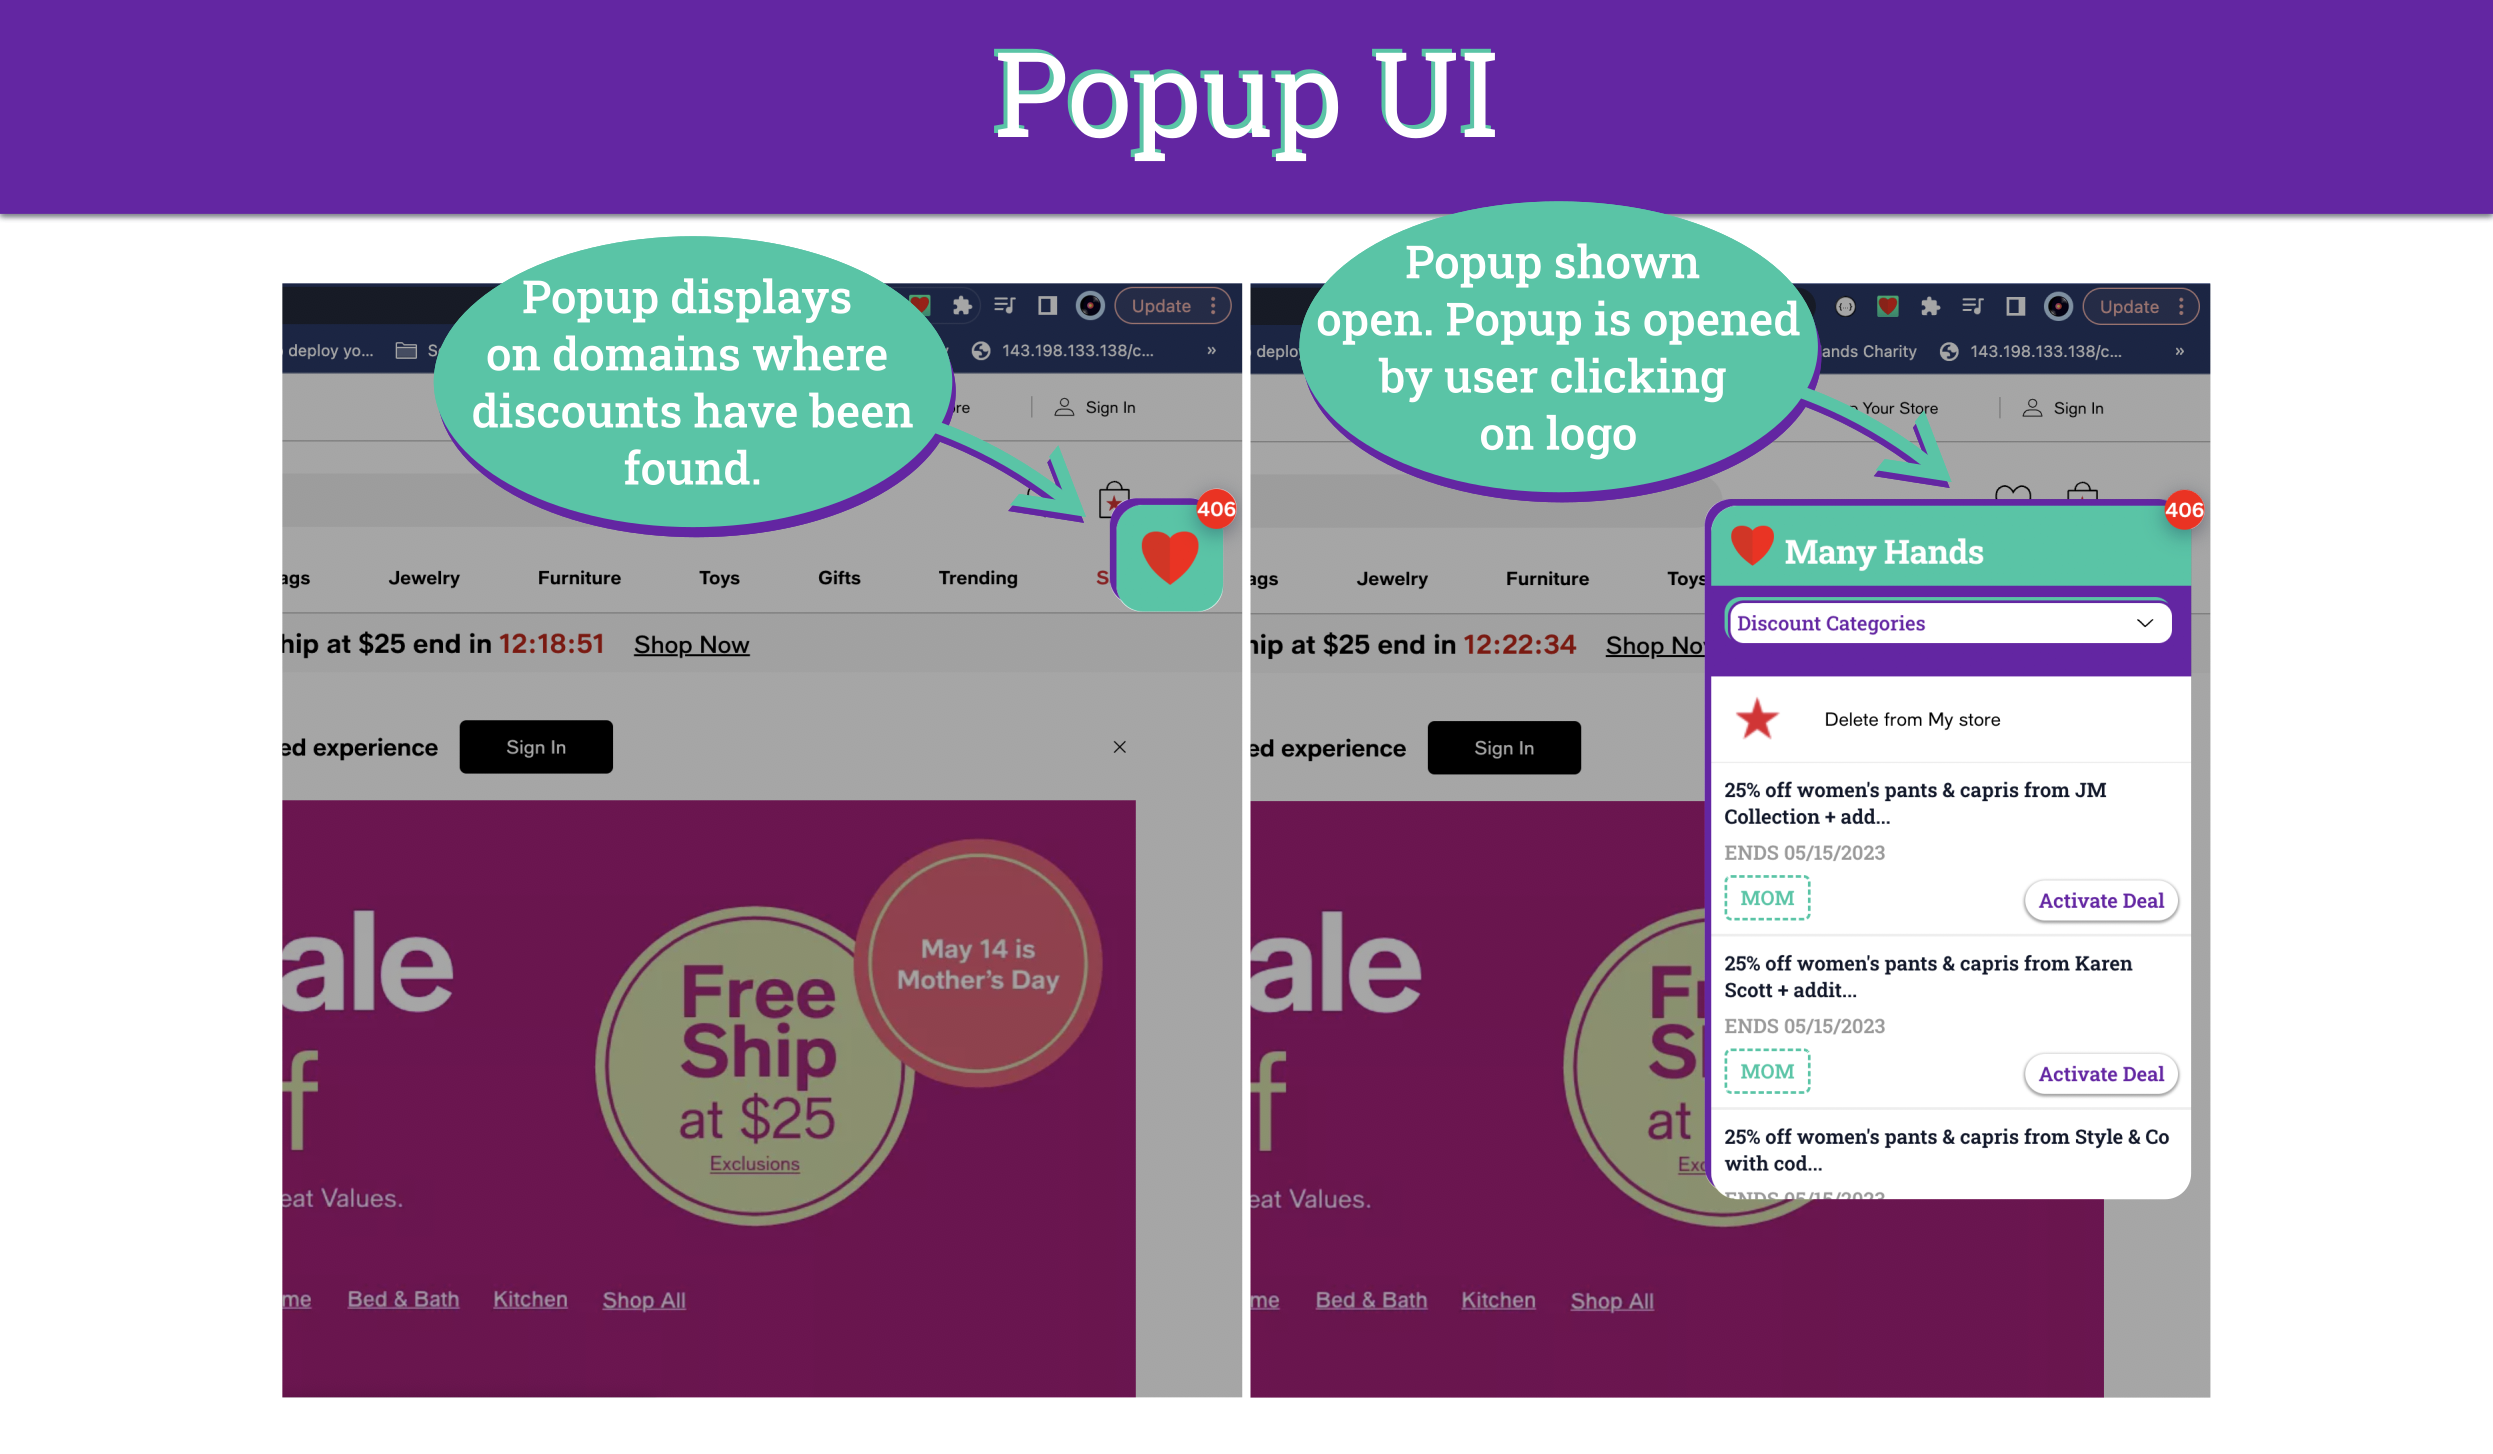 Popup UI
Popup displays
on domains where
discounts have been
found.
Popup shown
open. Popup is opened
by user clicking
on logo
Update
deploy yo...
143.198.133.138/c...
»
Sign In
406
ags Jewelry Furniture Toys Gifts Trending S
hip at $25 end in 12:18:51 Shop Now
ed experience Sign In
ale
f
Free
Ship
at $25
Exclusions
May 14 is
Mother's Day
eat Values.
me Bed & Bath Kitchen Shop All
Update
deplo
ands Charity 143.198.133.138/c...
»
Your Store Sign In
406
ags Jewelry Furniture Toys
hip at $25 end in 12:22:34 Shop No
ed experience Sign In
ale
f
at
eat Values.
me Bed & Bath Kitchen Shop All
Many Hands
Discount Categories
Delete from My store
25% off women's pants & capris from JM
Collection + add...
ENDS 05/15/2023
MOM
Activate Deal
25% off women's pants & capris from Karen
Scott + addit...
ENDS 05/15/2023
MOM
Activate Deal
25% off women's pants & capris from Style & Co
with cod...
ENDS 05/15/2023